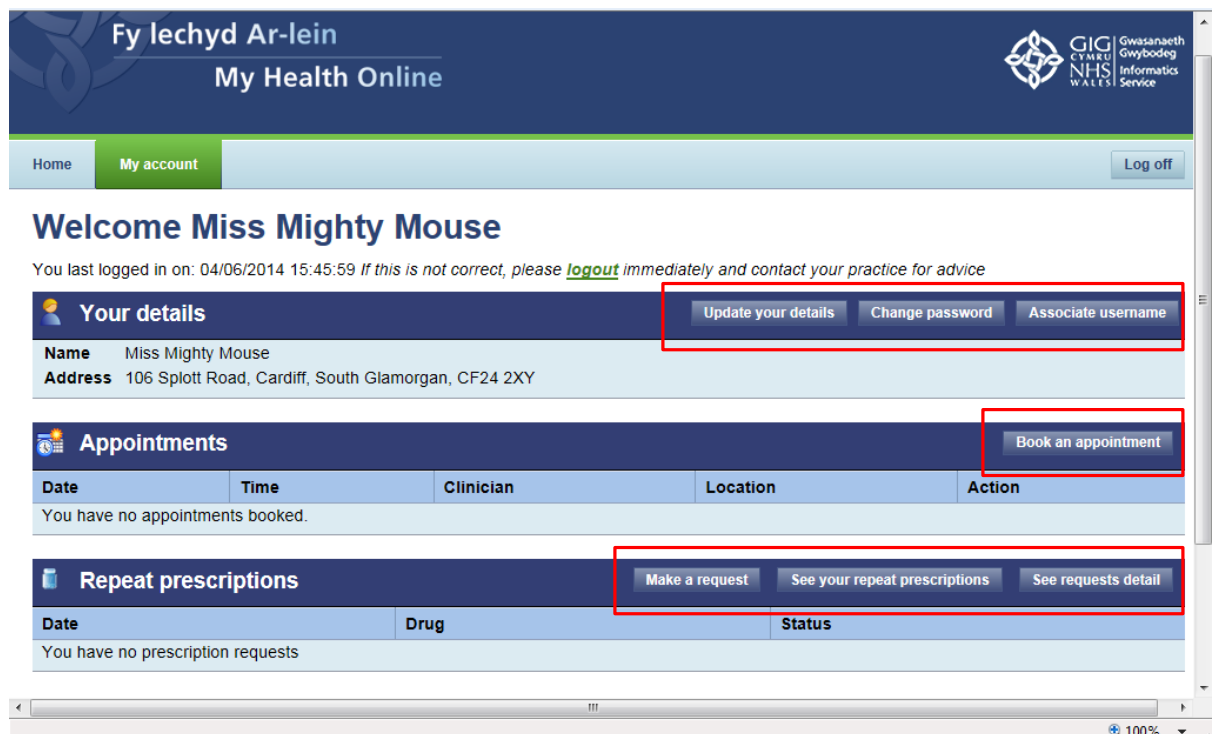 Fy Iechyd Ar-lein
My Health Online
GIG CYMRU NHS WALES
Gwasanaeth Gwybodeg
Informatics Service
Home My account Log off
Welcome Miss Mighty Mouse
You last logged in on: 04/06/2014 15:45:59 If this is not correct, please logout immediately and contact your practice for advice
Your details Update your details Change password Associate username
Name Miss Mighty Mouse
Address 106 Splott Road, Cardiff, South Glamorgan, CF24 2XY
Appointments Book an appointment
Date Time Clinician Location Action
You have no appointments booked.
Repeat prescriptions Make a request See your repeat prescriptions See requests detail
Date Drug Status
You have no prescription requests
100%